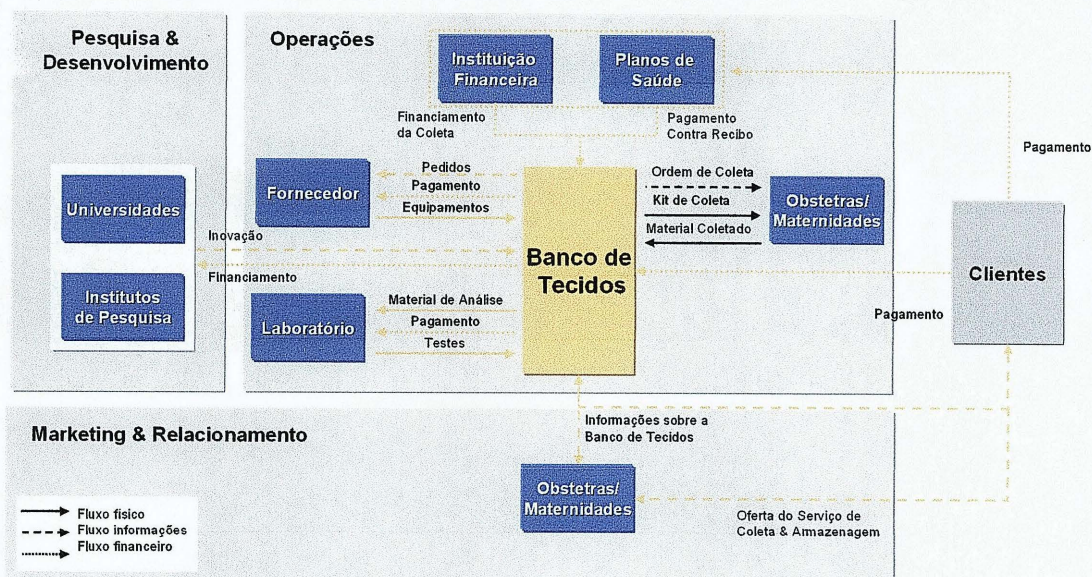 Pesquisa &
Desenvolvimento
Operações
Instituição
Financeira
Planos de
Saúde
Financiamento
da Coleta
Pagamento
Contra Recibo
Pagamento
Universidades
Institutos
de Pesquisa
Fornecedor
Pedidos
Pagamento
Equipamentos
Inovação
Financiamento
Laboratório
Material de Análise
Pagamento
Testes
Banco de
Tecidos
Ordem de Coleta
Kit de Coleta
Material Coletado
Obstetras/
Maternidades
Clientes
Pagamento
Marketing & Relacionamento
Informações sobre a
Banco de Tecidos
Obstetras/
Maternidades
Oferta do Serviço de
Coleta & Armazenagem
Fluxo físico
Fluxo informações
Fluxo financeiro